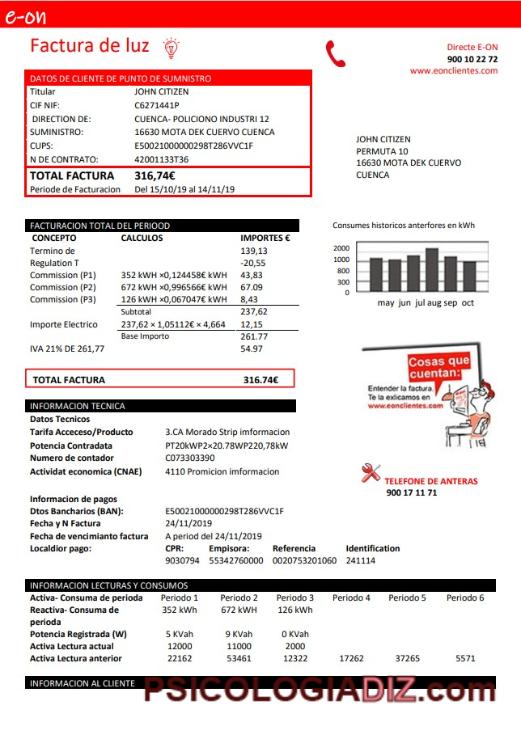 e-on
Factura de luz
Directe E-ON
900 10 22 72
www.eonclientes.com
DATOS DE CLIENTE DE PUNTO DE SUMNISTRO
Titular JOHN CITIZEN
CIF NIF: C6271441P
DIRECTION DE: CUENCA- POLICIONO INDUSTRI 12
SUMINISTRO: 16630 MOTA DEK CUERVO CUENCA
CUPS: E50021000000298T286VVC1F
N DE CONTRATO: 42001133T36
TOTAL FACTURA 316,74€
Periode de Facturacion Del 15/10/19 al 14/11/19
JOHN CITIZEN
PERMUTA 10
16630 MOTA DEK CUERVO
CUENCA
FACTURACION TOTAL DEL PERIOOD
CONCEPTO CALCULOS IMPORTES €
Termino de 139,13
Regulation T -20,55
Commission (P1) 352 kWH ×0,124458€ kWH 43,83
Commission (P2) 672 kWH ×0,996566€ kWH 67.09
Commission (P3) 126 kWH ×0,067047€ kWH 8,43
Subtotal 237,62
Importe Electrico 237,62 × 1,05112€ × 4,664 12,15
Base Importo 261.77
IVA 21% DE 261,77 54.97
TOTAL FACTURA 316.74€
Consumes historicos anterfores en kWh
2000
1000
800
300
0
may jun jul aug sep oct
Cosas que
cuentan:
Entender la factura.
Te la exicamos en
www.eonclientes.com
INFORMACION TECNICA
Datos Tecnicos
Tarifa Acceceso/Producto 3.CA Morado Strip imformacion
Potencia Contradata PT20kWP2×20.78WP220,78kW
Numero de contador C073303390
Actividat economica (CNAE) 4110 Promicion imformacion
TELEFONE DE ANTERAS
900 17 11 71
Informacion de pagos
Dtos Bancharios (BAN): E50021000000298T286VVC1F
Fecha y N Factura 24/11/2019
Fecha de vencimianto factura A period del 24/11/2019
Localdior pago: CPR: Empisora: Referencia Identification
9030794 55342760000 0020753201060 241114
INFORMACION LECTURAS Y CONSUMOS
Activa- Consuma de perioda Periodo 1 Periodo 2 Periodo 3 Periodo 4 Periodo 5 Periodo 6
Reactiva- Consuma de 352 kWh 672 kWH 126 kWh
perioda
Potencia Registrada (W) 5 KVah 9 KVah 0 KVah
Activa Lectura actual 12000 11000 2000
Activa Lectura anterior 22162 53461 12322 17262 37265 5571
INFORMACION AL CLIENTE
PSICOLOGIADIZ.com